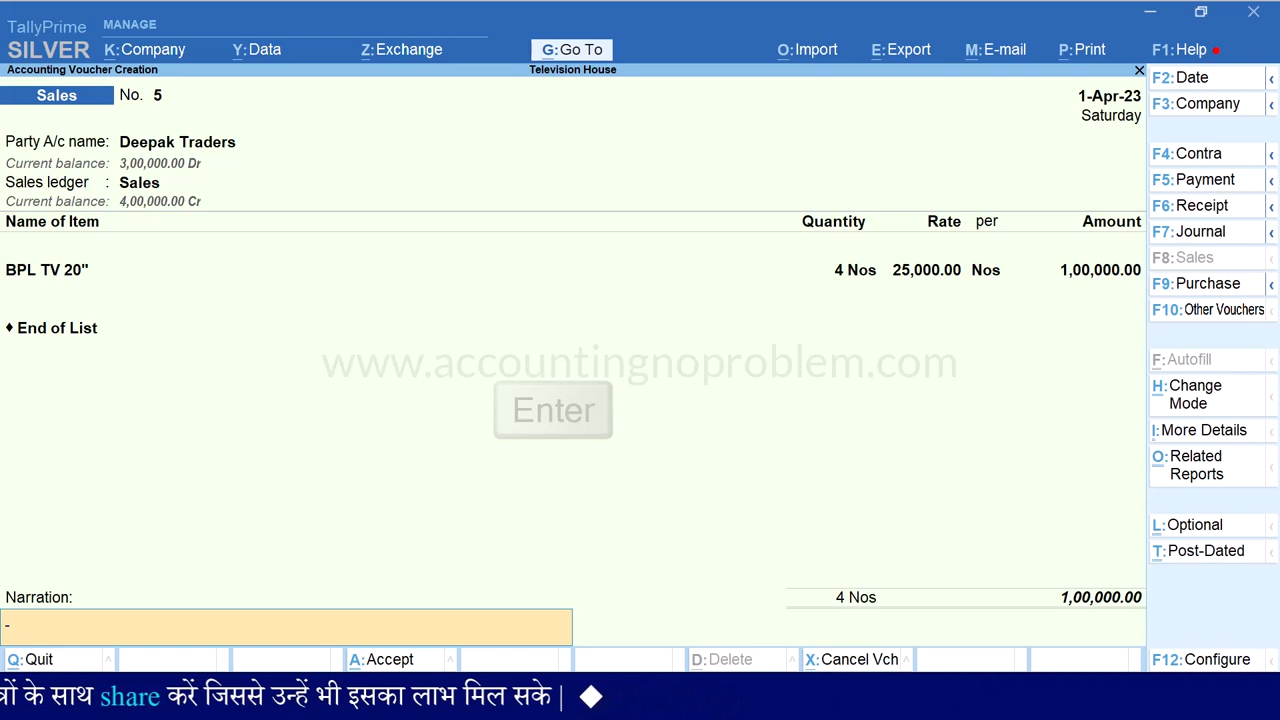 TallyPrime MANAGE
SILVER K:Company Y:Data Z:Exchange G:Go To O:Import E:Export M:E-mail P:Print F1:Help
Accounting Voucher Creation Television House
Sales No. 5 1-Apr-23
Saturday
Party A/c name: Deepak Traders
Current balance: 3,00,000.00 Dr
Sales ledger : Sales
Current balance: 4,00,000.00 Cr
Name of Item Quantity Rate per Amount
BPL TV 20" 4 Nos 25,000.00 Nos 1,00,000.00
♦ End of List
www.accountingnoproblem.com
Enter
Narration: 4 Nos 1,00,000.00
-
Q:Quit A:Accept D:Delete X:Cancel Vch
F2:Date
F3:Company
F4:Contra
F5:Payment
F6:Receipt
F7:Journal
F8:Sales
F9:Purchase
F10:Other Vouchers
F:Autofill
H:Change
Mode
I:More Details
O:Related
Reports
L:Optional
T:Post-Dated
F12:Configure
के साथ share करें जिससे उन्हें भी इसका लाभ मिल सके | ◆